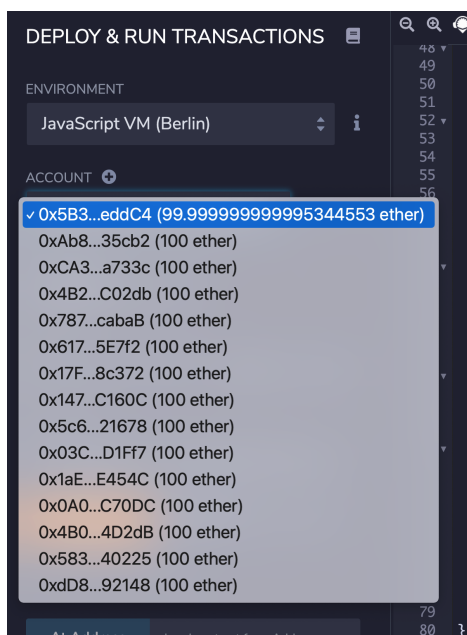 DEPLOY & RUN TRANSACTIONS
ENVIRONMENT
JavaScript VM (Berlin)
i
ACCOUNT
✓ 0x5B3...eddC4 (99.999999999995344553 ether)
0xAb8...35cb2 (100 ether)
0xCA3...a733c (100 ether)
0x4B2...C02db (100 ether)
0x787...cabaB (100 ether)
0x617...5E7f2 (100 ether)
0x17F...8c372 (100 ether)
0x147...C160C (100 ether)
0x5c6...21678 (100 ether)
0x03C...D1Ff7 (100 ether)
0x1aE...E454C (100 ether)
0x0A0...C70DC (100 ether)
0x4B0...4D2dB (100 ether)
0x583...40225 (100 ether)
0xdD8...92148 (100 ether)
48
49
50
51
52
53
54
55
56
79
80 }